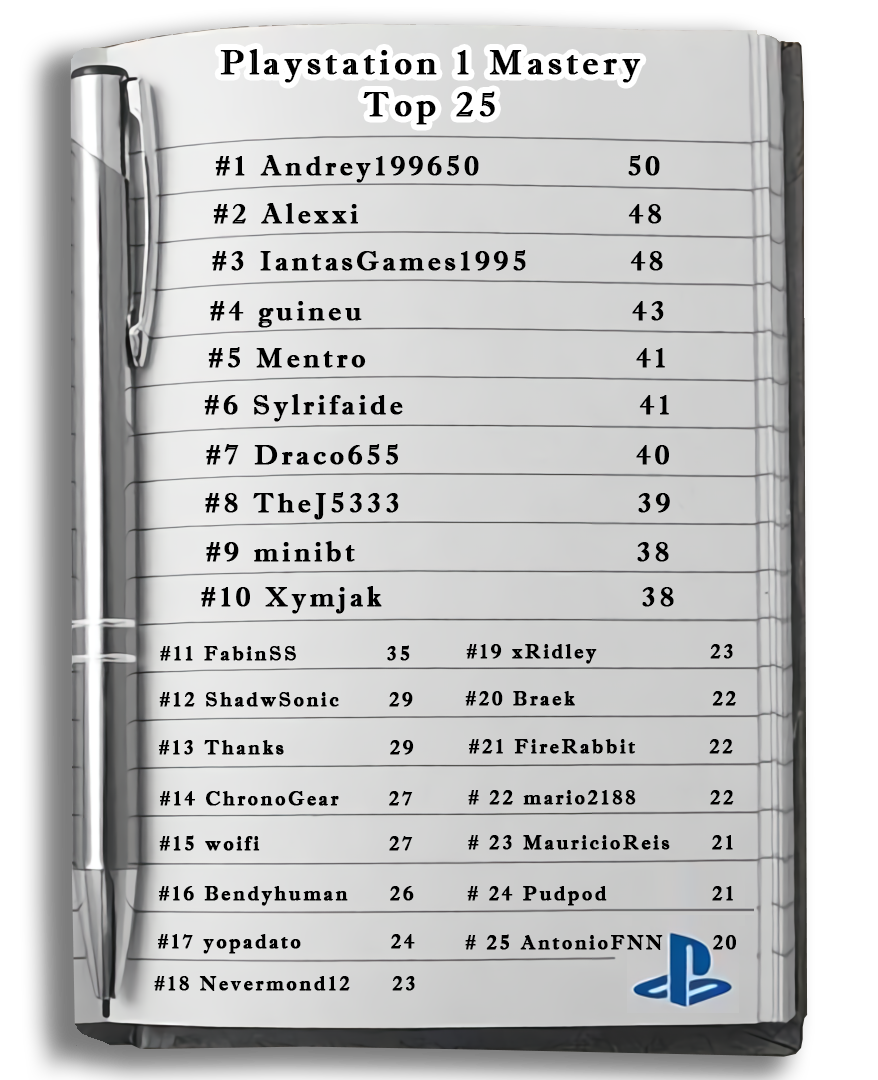 Playstation 1 Mastery
Top 25
#1 Andrey199650 50
#2 Alexxi 48
#3 IantasGames1995 48
#4 guineu 43
#5 Mentro 41
#6 Sylrifaide 41
#7 Draco655 40
#8 TheJ5333 39
#9 minibt 38
#10 Xymjak 38
#11 FabinSS 35
#12 ShadwSonic 29
#13 Thanks 29
#14 ChronoGear 27
#15 woifi 27
#16 Bendyhuman 26
#17 yopadato 24
#18 Nevermond12 23
#19 xRidley 23
#20 Braek 22
#21 FireRabbit 22
# 22 mario2188 22
# 23 MauricioReis 21
# 24 Pudpod 21
# 25 AntonioFNN 20